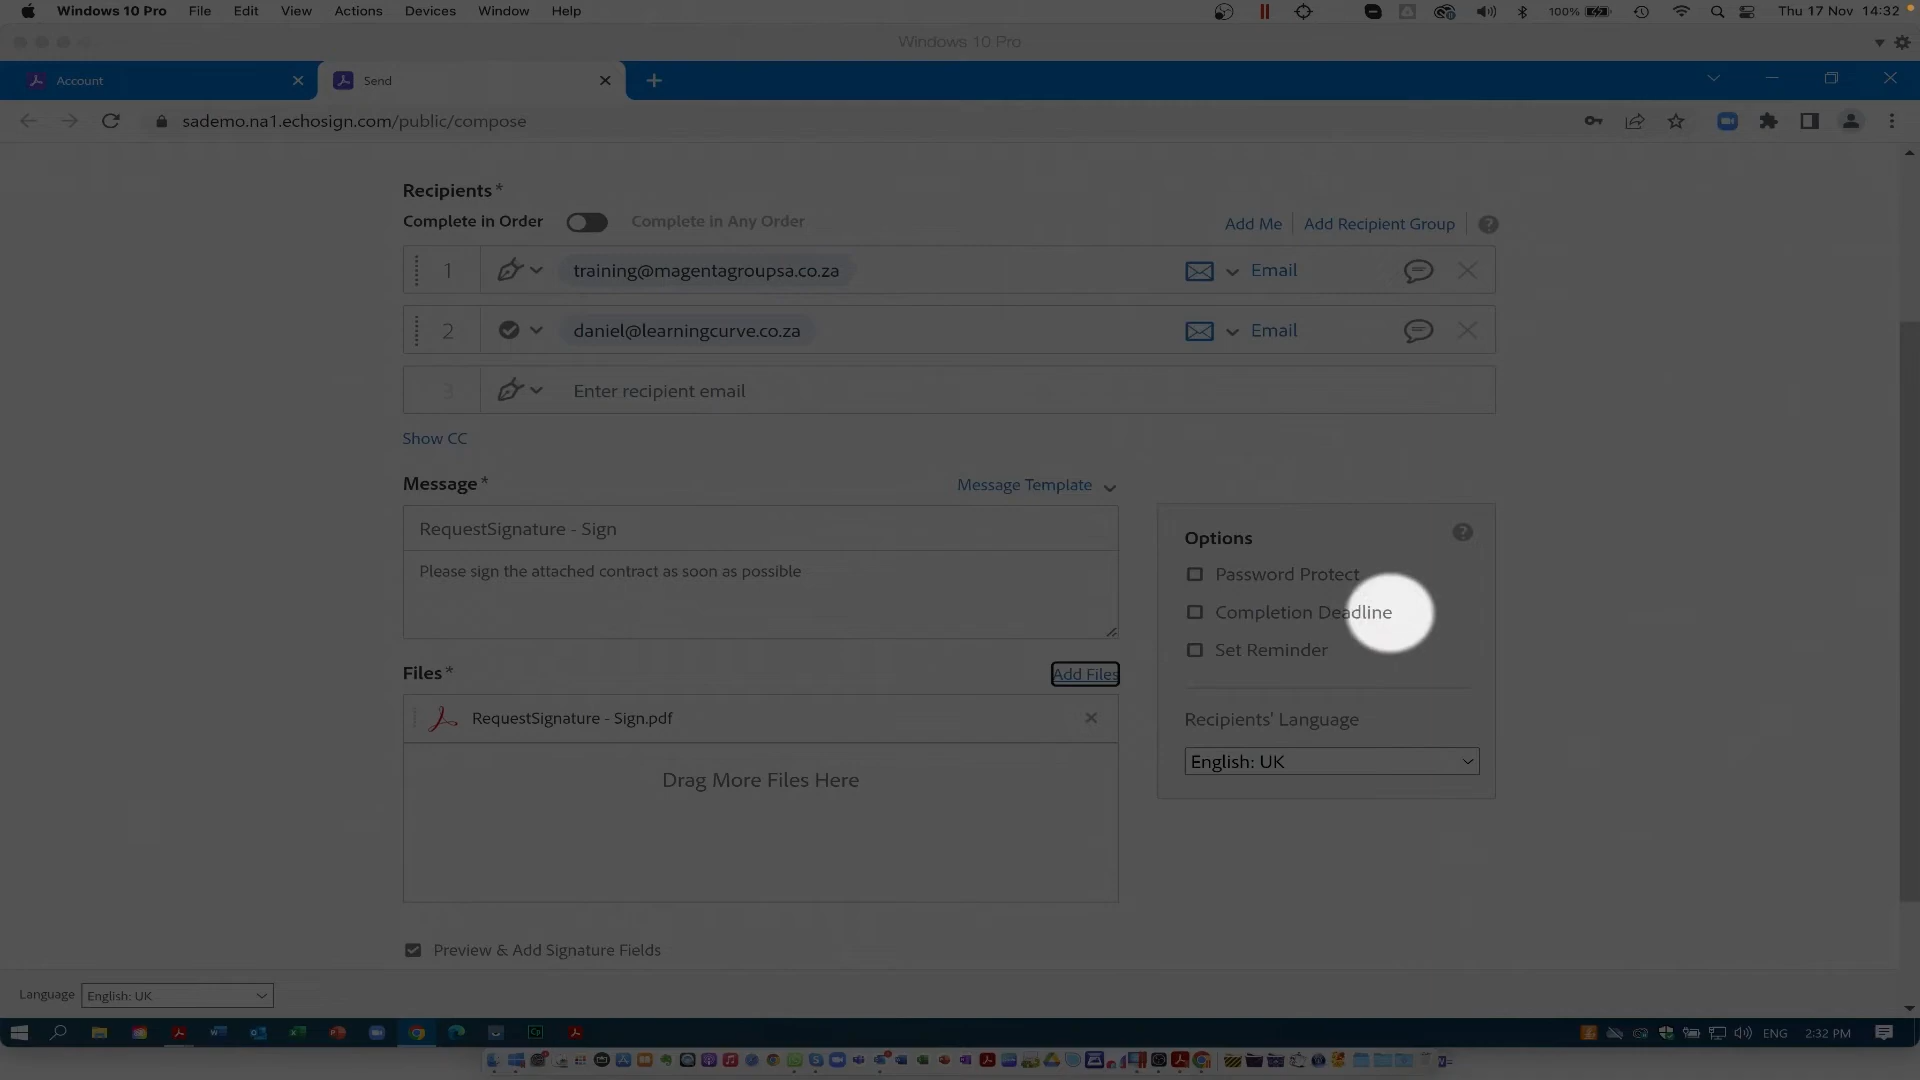 Windows 10 Pro File Edit View Actions Devices Window Help 100% Thu 17 Nov 14:32
Windows 10 Pro
Account Send
sademo.na1.echosign.com/public/compose
Recipients*
Complete in Order Complete in Any Order Add Me Add Recipient Group ?
1 training@magentagroupsa.co.za Email
2 daniel@learningcurve.co.za Email
3 Enter recipient email
Show CC
Message* Message Template
RequestSignature - Sign
Please sign the attached contract as soon as possible
Options ?
Password Protect
Completion Deadline
Set Reminder
Recipients' Language
English: UK
Files* Add Files
RequestSignature - Sign.pdf
Drag More Files Here
Preview & Add Signature Fields
Language English: UK
ENG 2:32 PM